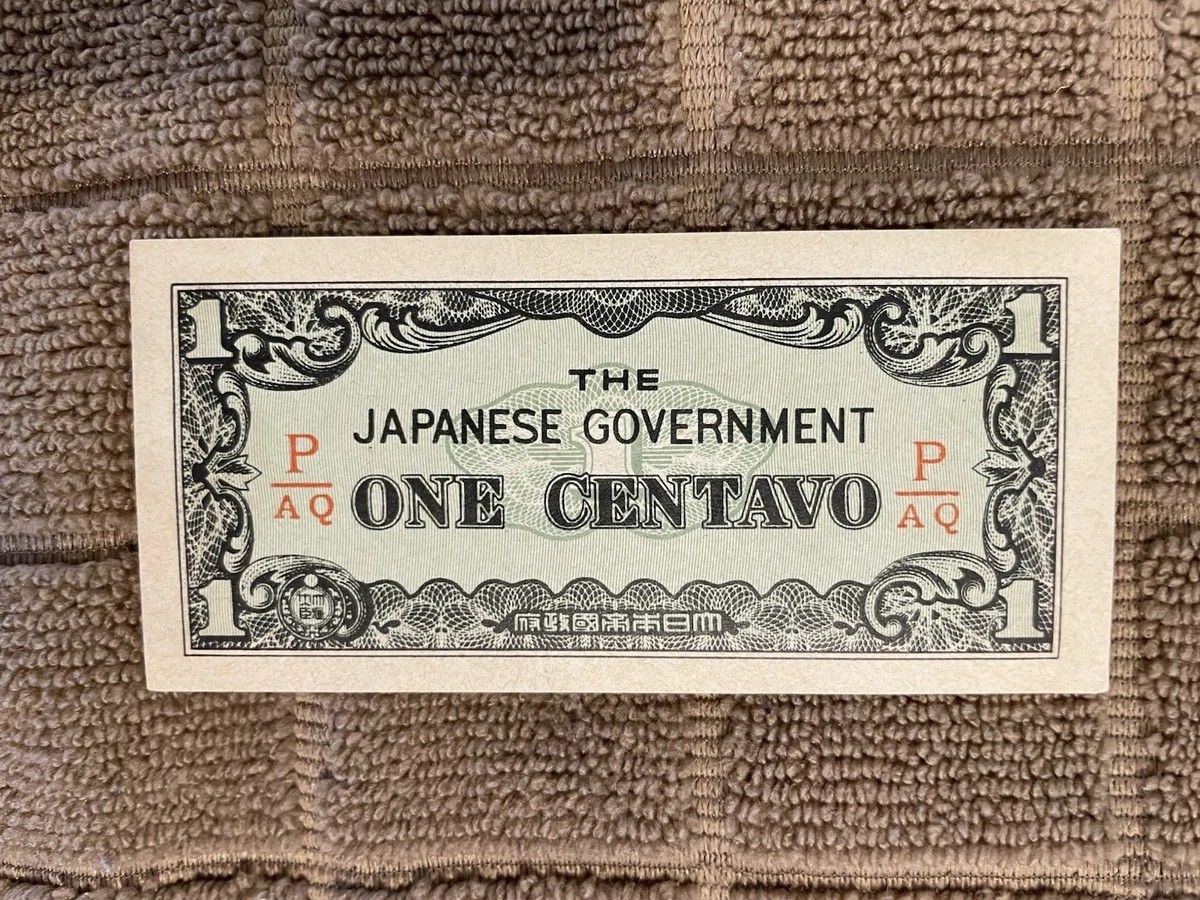 1 1
THE
JAPANESE GOVERNMENT
P P
ONE CENTAVO
AQ AQ
1 1
大日本帝國政府